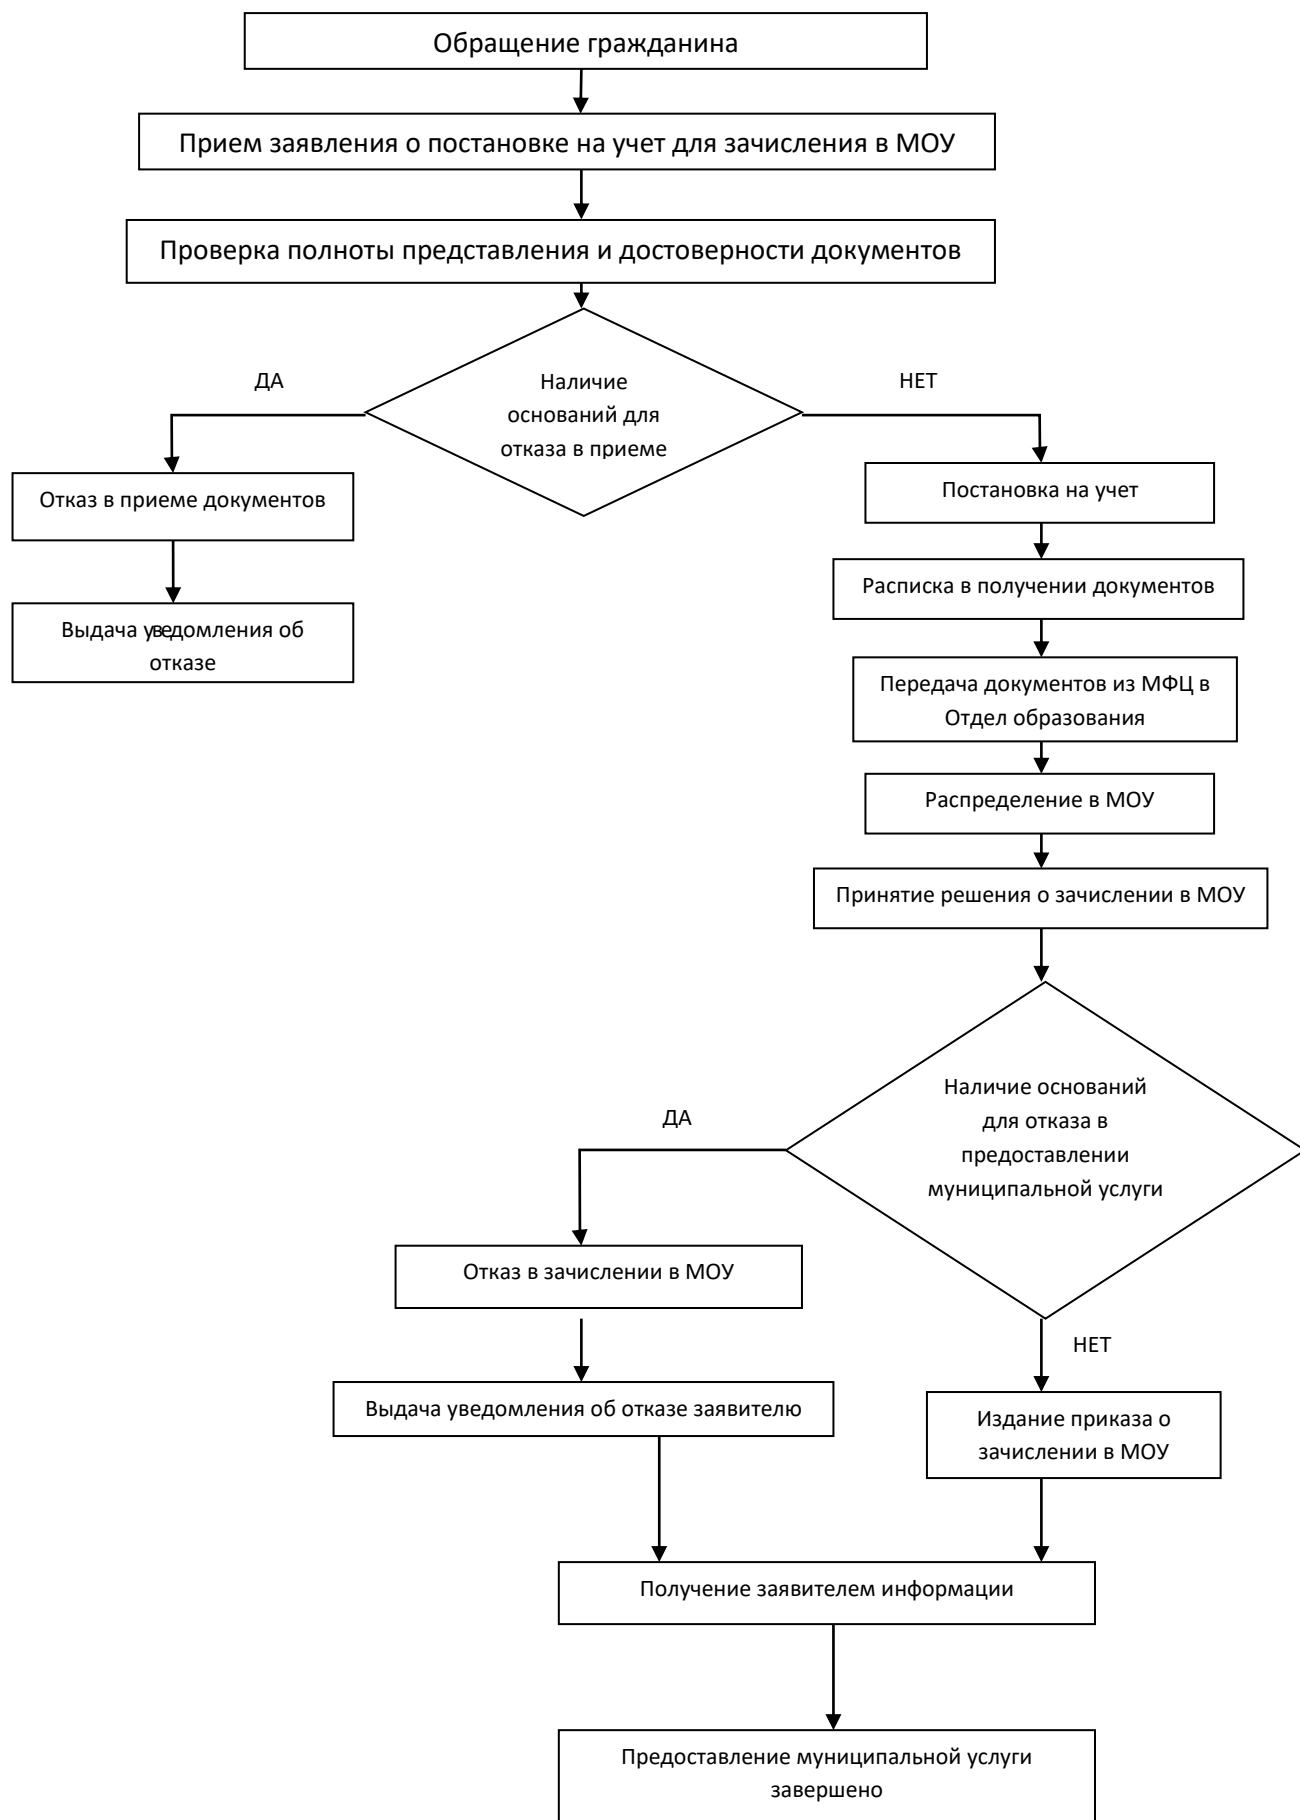 Обращение гражданина
Прием заявления о постановке на учет для зачисления в МОУ
Проверка полноты представления и достоверности документов
ДА
Наличие
оснований для
отказа в приеме
НЕТ
Отказ в приеме документов
Выдача уведомления об
отказе
Постановка на учет
Расписка в получении документов
Передача документов из МФЦ в
Отдел образования
Распределение в МОУ
Принятие решения о зачислении в МОУ
Наличие оснований
для отказа в
предоставлении
муниципальной услуги
ДА
Отказ в зачислении в МОУ
НЕТ
Выдача уведомления об отказе заявителю
Издание приказа о
зачислении в МОУ
Получение заявителем информации
Предоставление муниципальной услуги
завершено